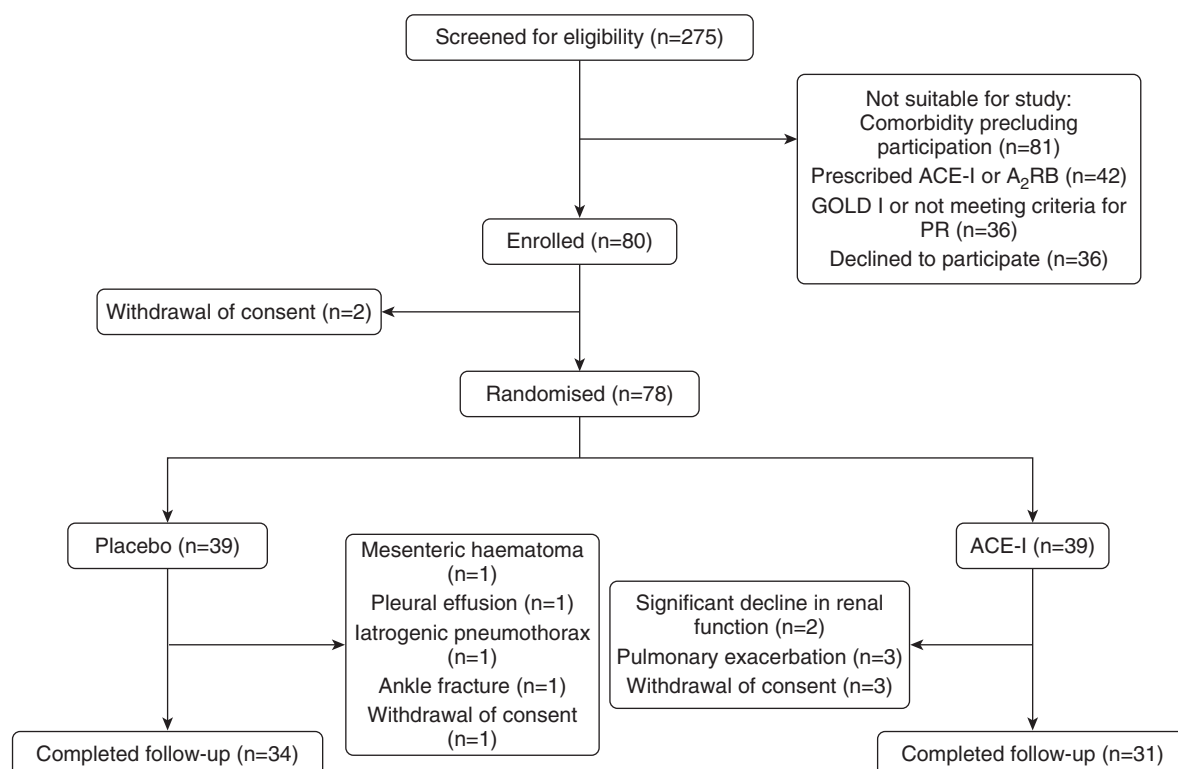 Screened for eligibility (n=275)
Not suitable for study:
Comorbidity precluding
participation (n=81)
Prescribed ACE-I or A₂RB (n=42)
GOLD I or not meeting criteria for
PR (n=36)
Declined to participate (n=36)
Enrolled (n=80)
Withdrawal of consent (n=2)
Randomised (n=78)
Placebo (n=39)
Mesenteric haematoma
(n=1)
Pleural effusion (n=1)
Iatrogenic pneumothorax
(n=1)
Ankle fracture (n=1)
Withdrawal of consent
(n=1)
Completed follow-up (n=34)
ACE-I (n=39)
Significant decline in renal
function (n=2)
Pulmonary exacerbation (n=3)
Withdrawal of consent (n=3)
Completed follow-up (n=31)